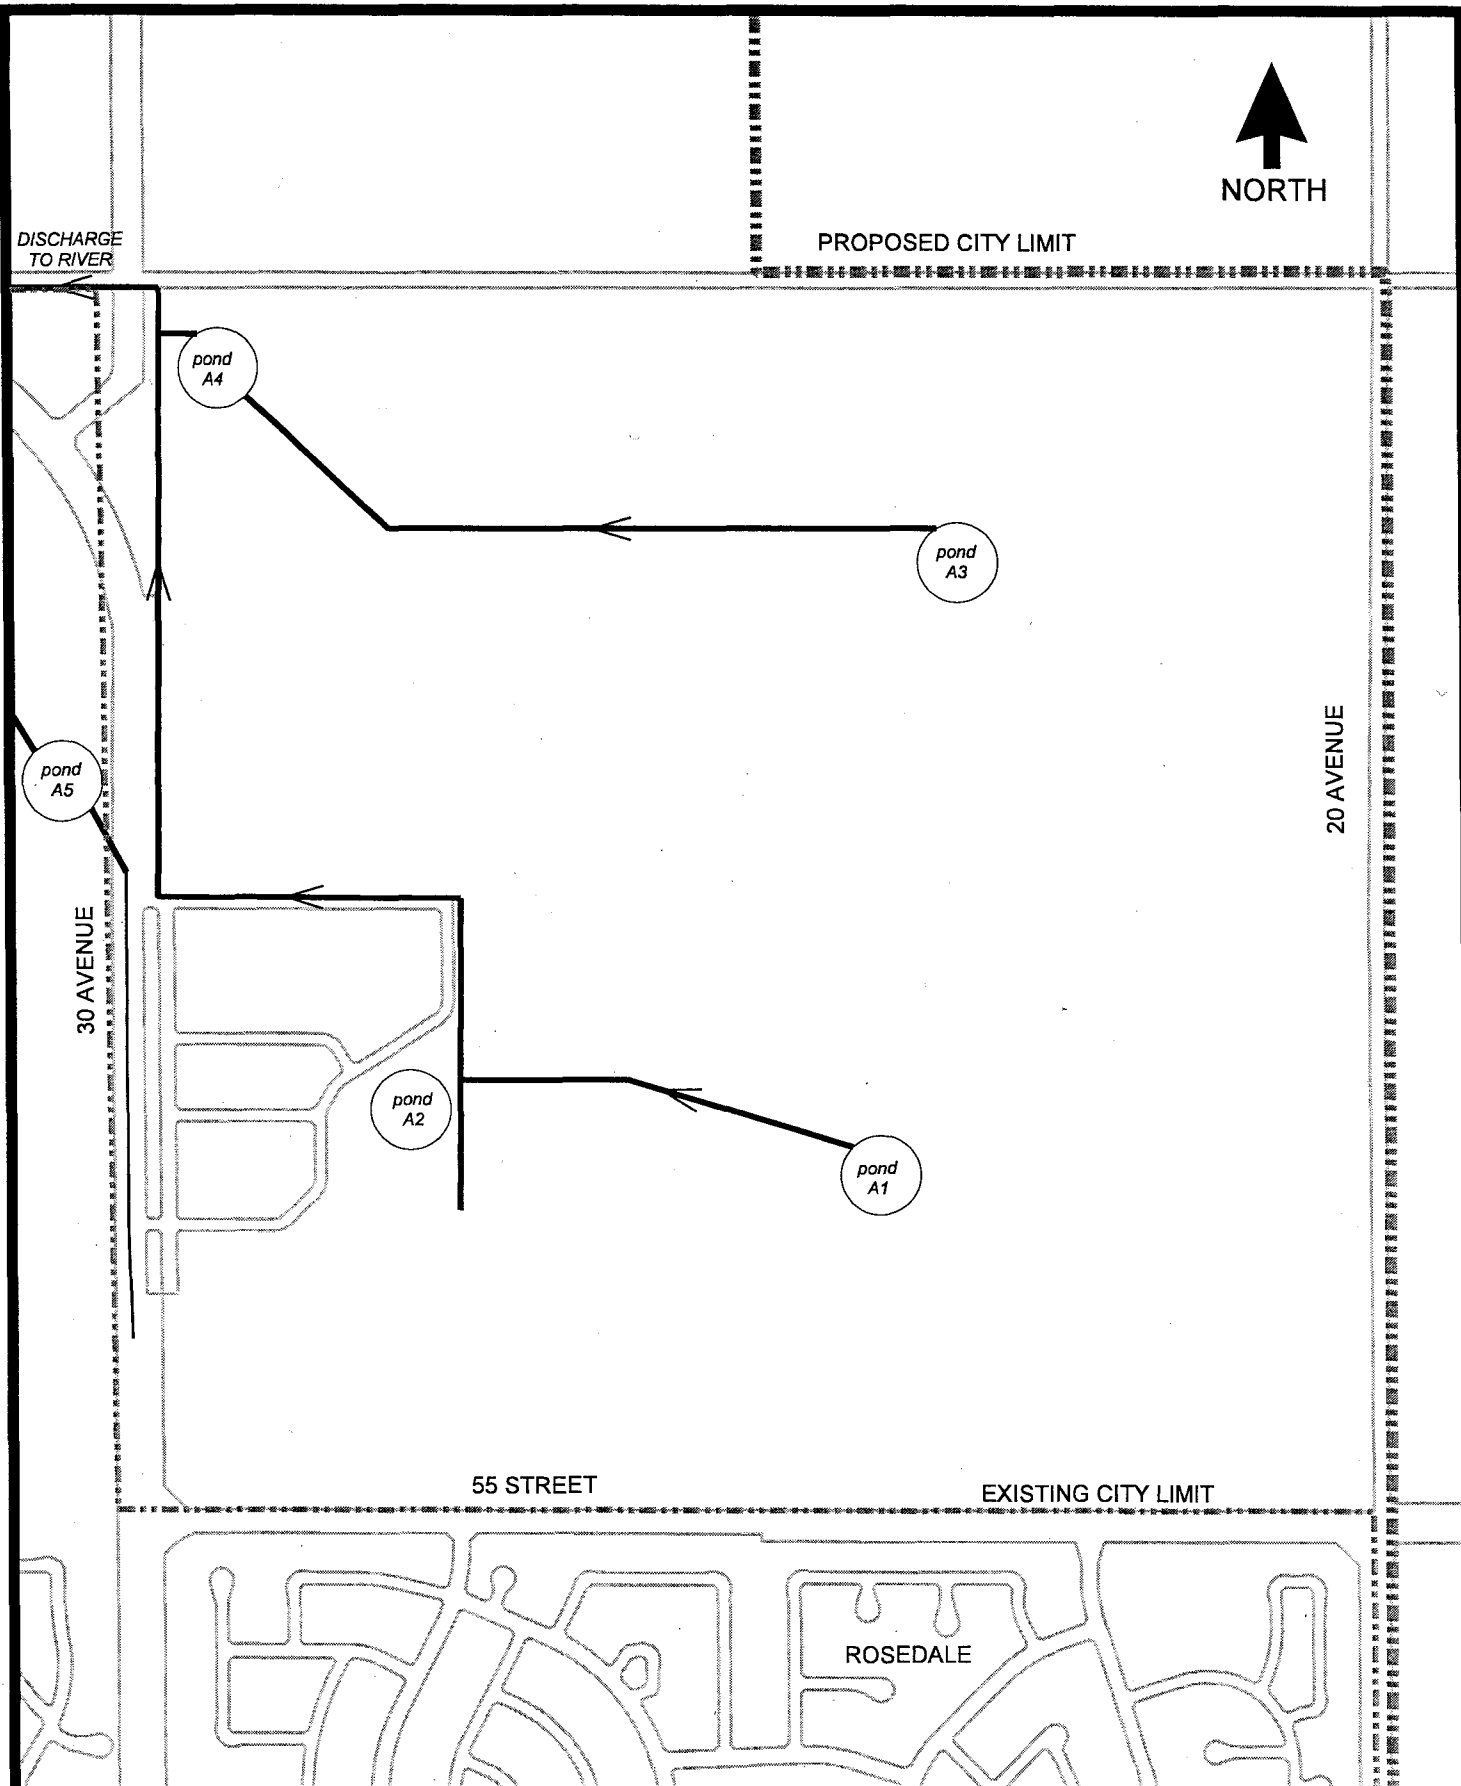 NORTH
PROPOSED CITY LIMIT
DISCHARGE
TO RIVER
pond
A4
pond
A3
20 AVENUE
pond
A5
30 AVENUE
pond
A2
pond
A1
55 STREET
EXISTING CITY LIMIT
ROSEDALE